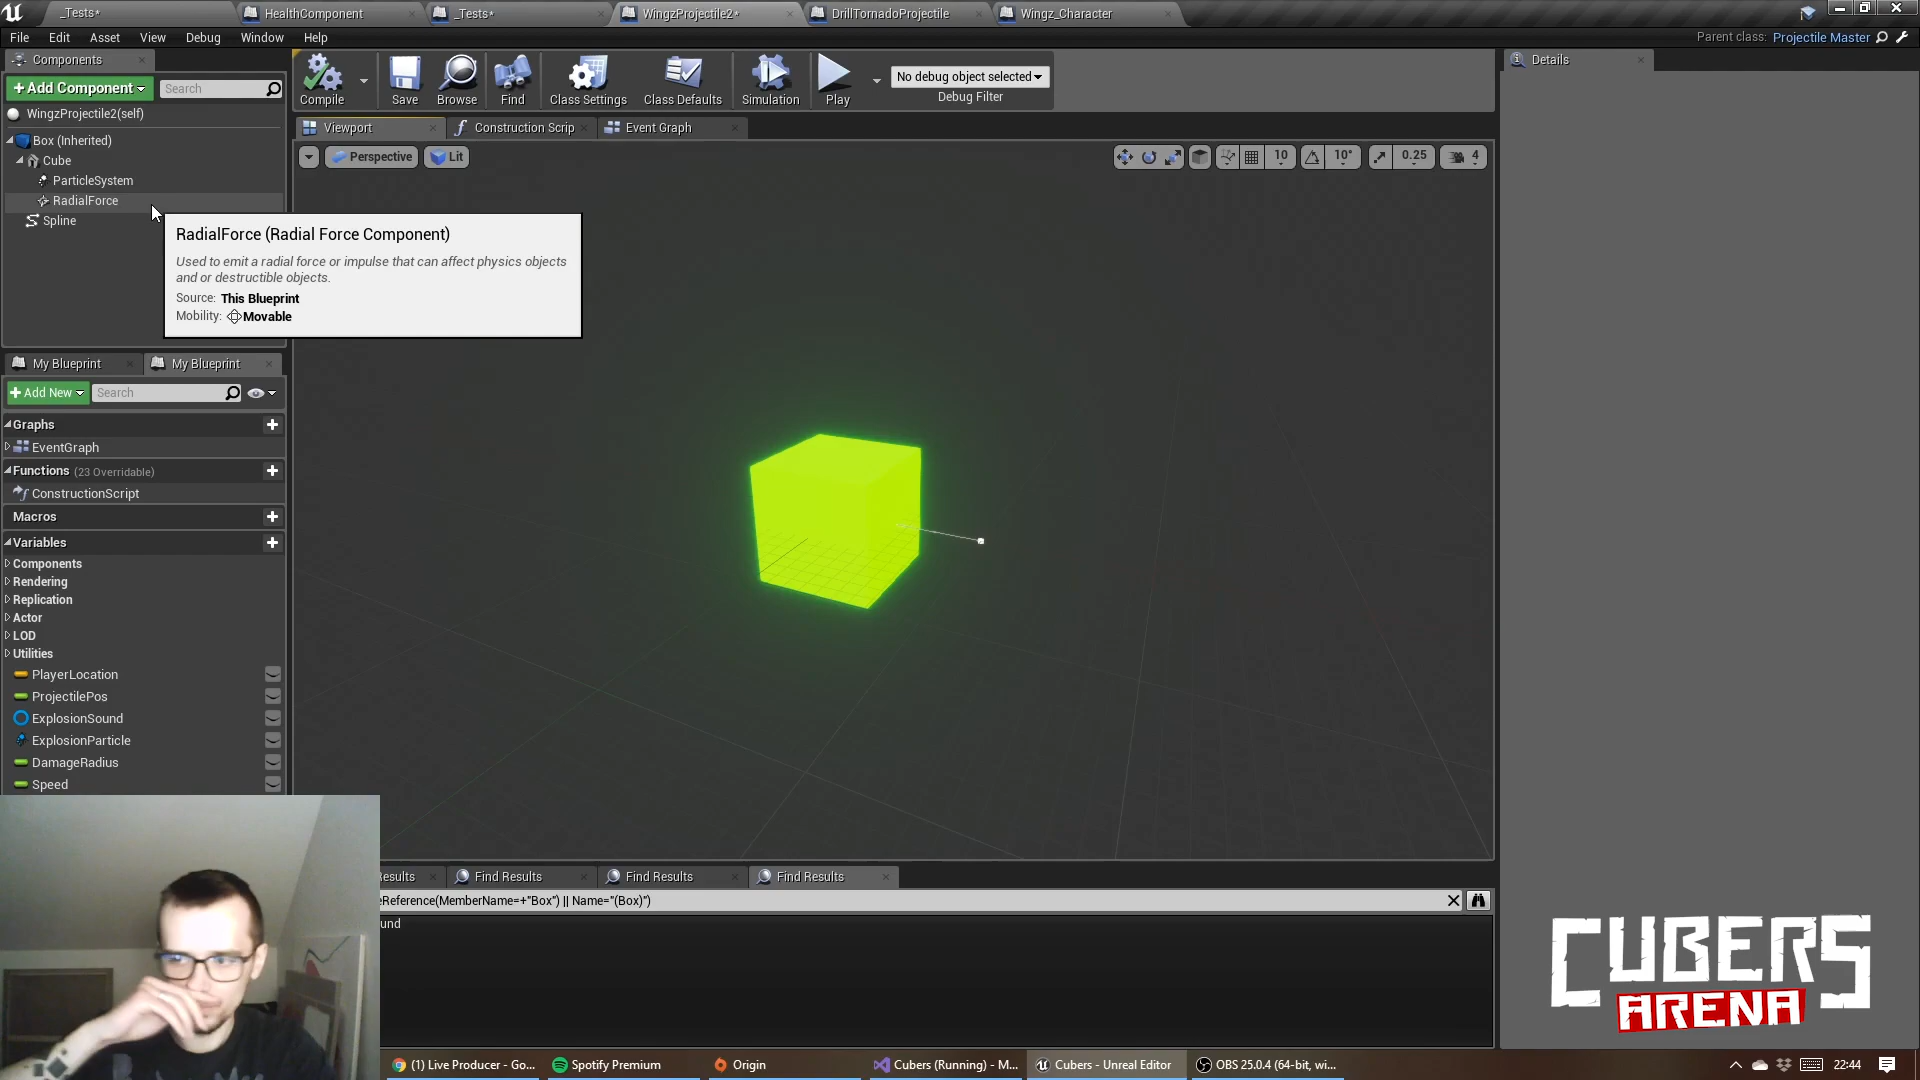 _Tests*
HealthComponent
_Tests*
WingzProjectile2*
DrillTornadoProjectile
Wingz_Character
File Edit Asset View Debug Window Help
Parent class: Projectile Master
Components
+Add Component
Search
WingzProjectile2(self)
Box (Inherited)
Cube
ParticleSystem
RadialForce
Spline
Compile
Save
Browse
Find
Class Settings
Class Defaults
Simulation
Play
No debug object selected
Debug Filter
Details
Viewport
Construction Scrip
Event Graph
Perspective
Lit
10
10°
0.25
4
RadialForce (Radial Force Component)
Used to emit a radial force or impulse that can affect physics objects
and or destructible objects.
Source: This Blueprint
Mobility: Movable
My Blueprint
My Blueprint
+Add New
Search
Graphs
EventGraph
Functions (23 Overridable)
ConstructionScript
Macros
Variables
Components
Rendering
Replication
Actor
LOD
Utilities
PlayerLocation
ProjectilePos
ExplosionSound
ExplosionParticle
DamageRadius
Speed
esults
Find Results
Find Results
Find Results
eReference(MemberName=+"Box") || Name="(Box)")
und
CUBERS
ARENA
(1) Live Producer - Go...
Spotify Premium
Origin
Cubers (Running) - M...
Cubers - Unreal Editor
OBS 25.0.4 (64-bit, wi...
22:44